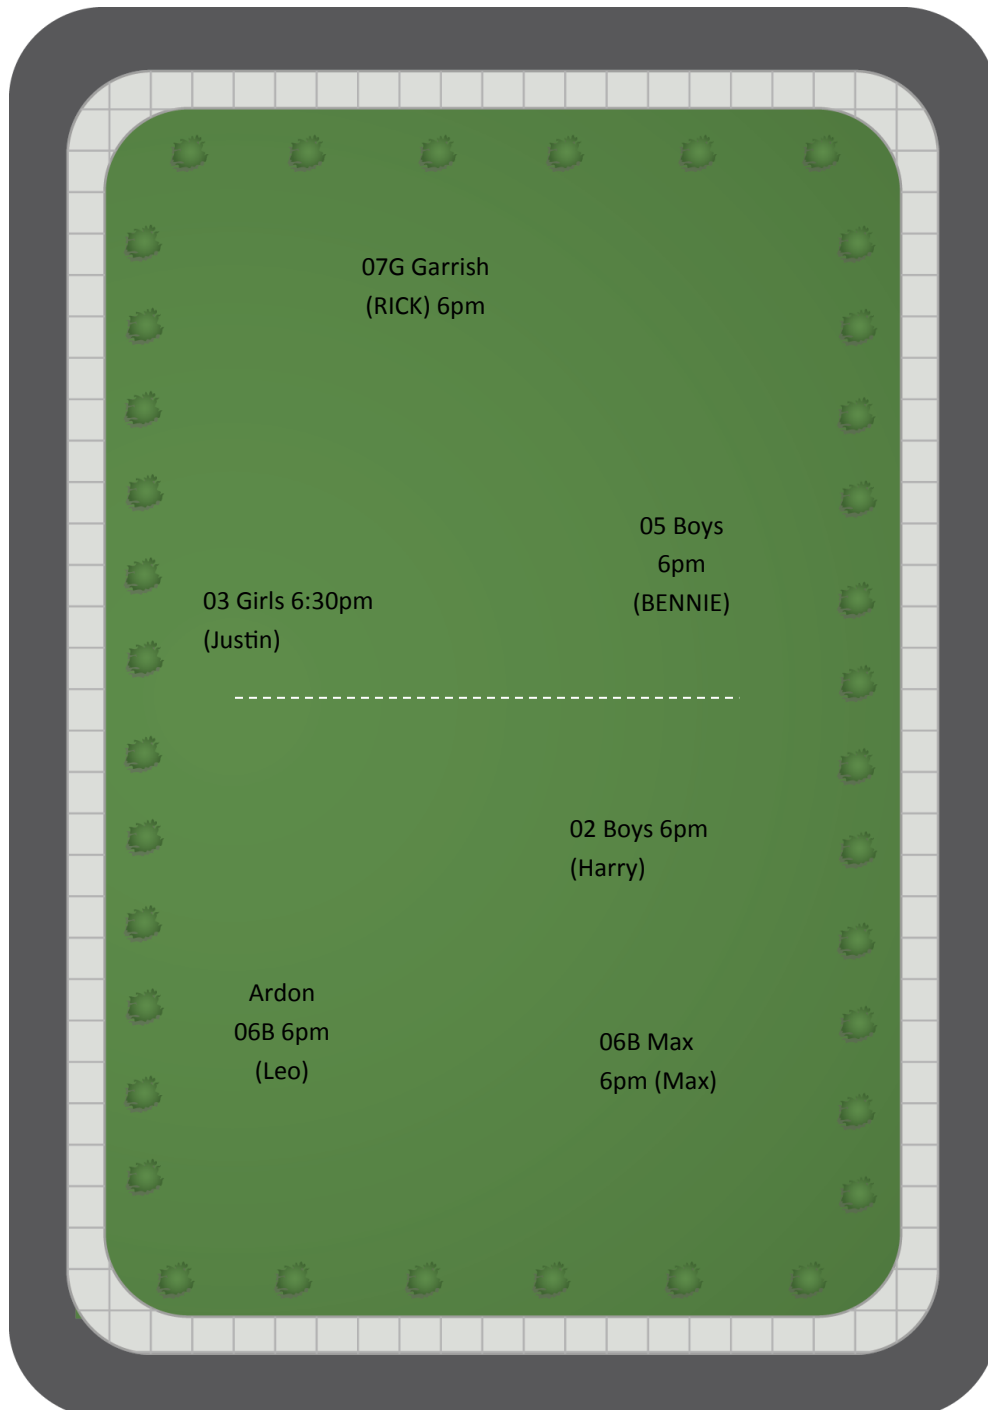 07G Garrish
(RICK) 6pm
05 Boys
6pm
(BENNIE)
03 Girls 6:30pm
(Justin)
02 Boys 6pm
(Harry)
Ardon
06B 6pm
(Leo)
06B Max
6pm (Max)